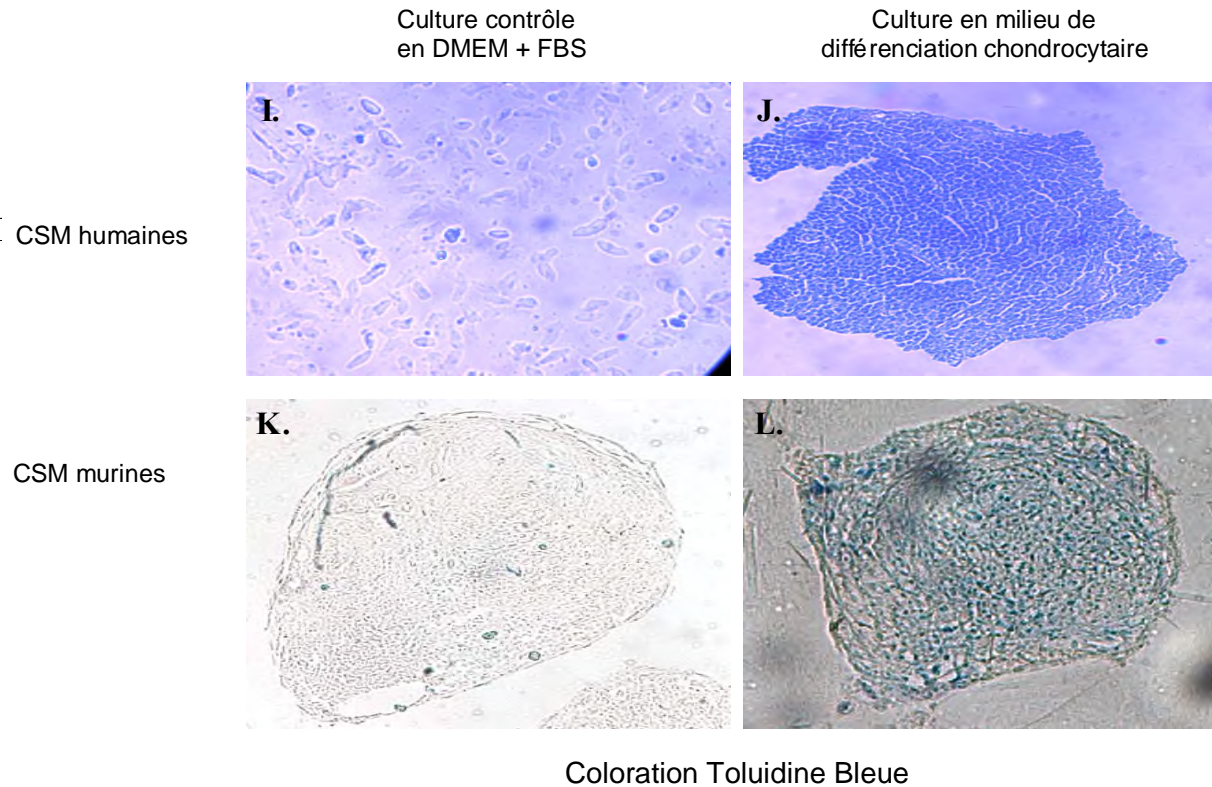 Culture contrôle
en DMEM + FBS
Culture en milieu de
différenciation chondrocytaire
I.
J.
CSM humaines
K.
L.
CSM murines
Coloration Toluidine Bleue